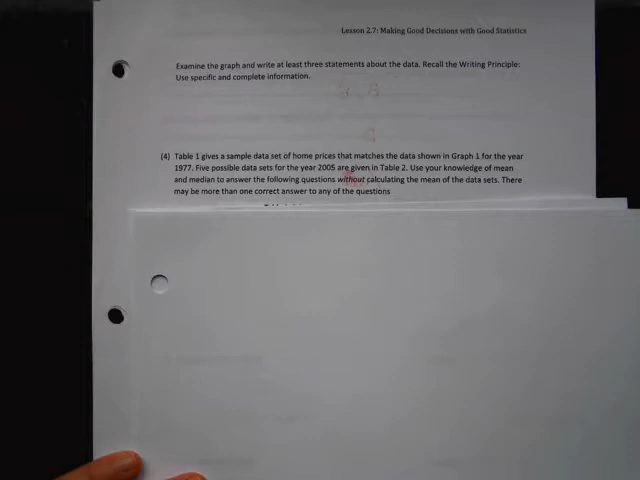 Lesson 2.7: Making Good Decisions with Good Statistics
Examine the graph and write at least three statements about the data. Recall the Writing Principle:
Use specific and complete information.
(4) Table 1 gives a sample data set of home prices that matches the data shown in Graph 1 for the year
1977. Five possible data sets for the year 2005 are given in Table 2. Use your knowledge of mean
and median to answer the following questions without calculating the mean of the data sets. There
may be more than one correct answer to any of the questions